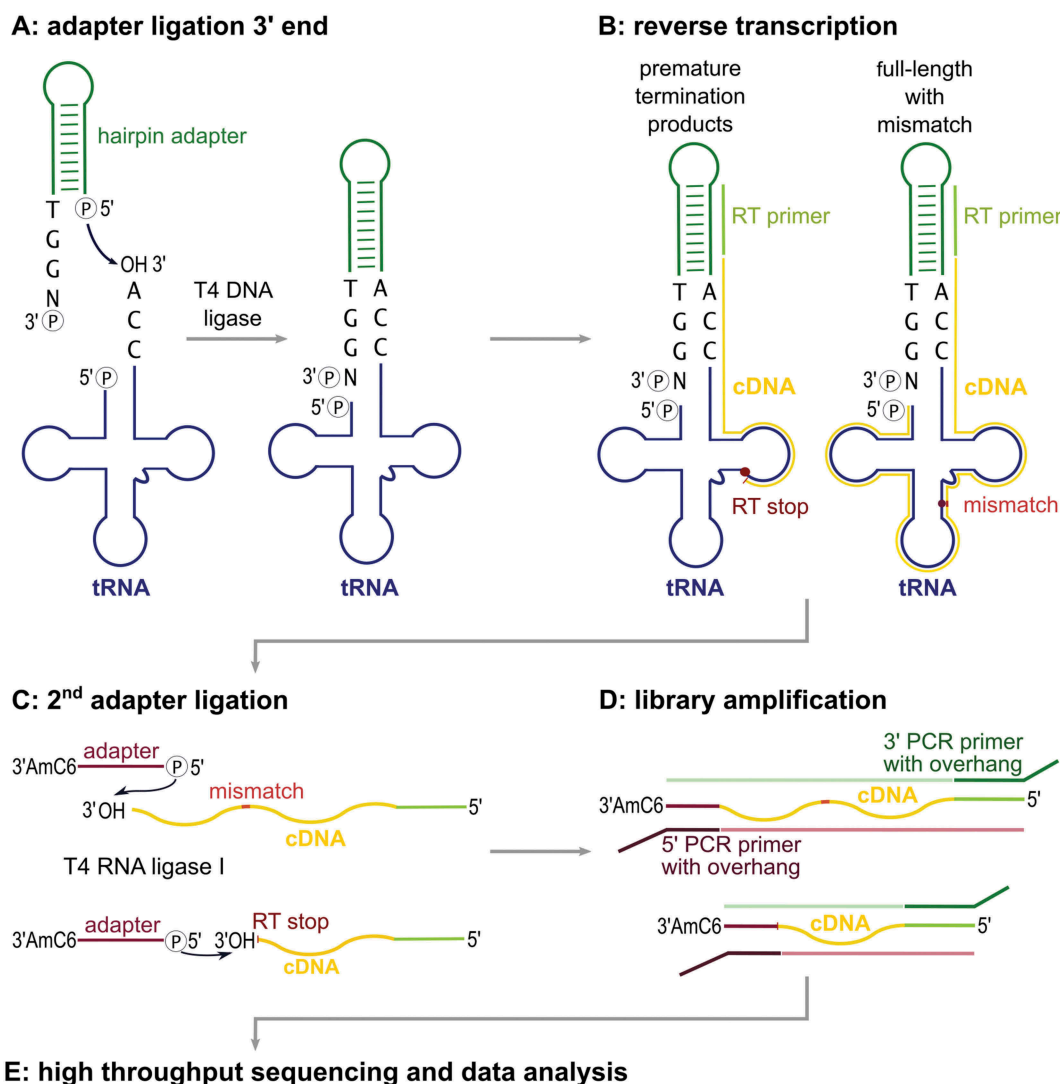 A: adapter ligation 3' end
hairpin adapter
T
G
G
N
3' P
P 5'
OH 3'
A
C
C
5' P
T4 DNA
ligase
T
G
G
N
A
C
C
3' P
5' P
tRNA
B: reverse transcription
premature
termination
products
full-length
with
mismatch
RT primer
RT primer
T
G
G
N
A
C
C
3' P
5' P
cDNA
RT stop
tRNA
T
G
G
N
A
C
C
3' P
5' P
cDNA
mismatch
tRNA
C: 2nd adapter ligation
3'AmC6 adapter P 5'
3'OH mismatch 5'
cDNA
T4 RNA ligase I
3'AmC6 adapter P 5' 3'OH RT stop 5'
cDNA
D: library amplification
3' PCR primer
with overhang
3'AmC6 cDNA 5'
5' PCR primer
with overhang
3'AmC6 cDNA 5'
E: high throughput sequencing and data analysis